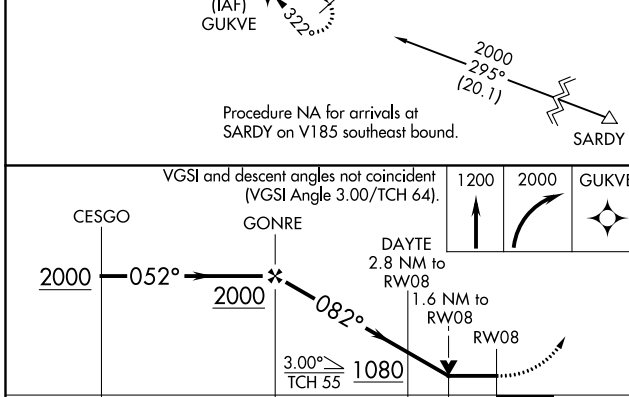 (IAF)
GUKVE
322°
2000
295°
(20.1)
SARDY
Procedure NA for arrivals at
SARDY on V185 southeast bound.
VGSI and descent angles not coincident
(VGSI Angle 3.00/TCH 64).
1200
2000
GUKVE
CESGO
GONRE
DAYTE
2.8 NM to
RW08
1.6 NM to
RW08
RW08
2000
052°
2000
082°
3.00°
TCH 55
1080